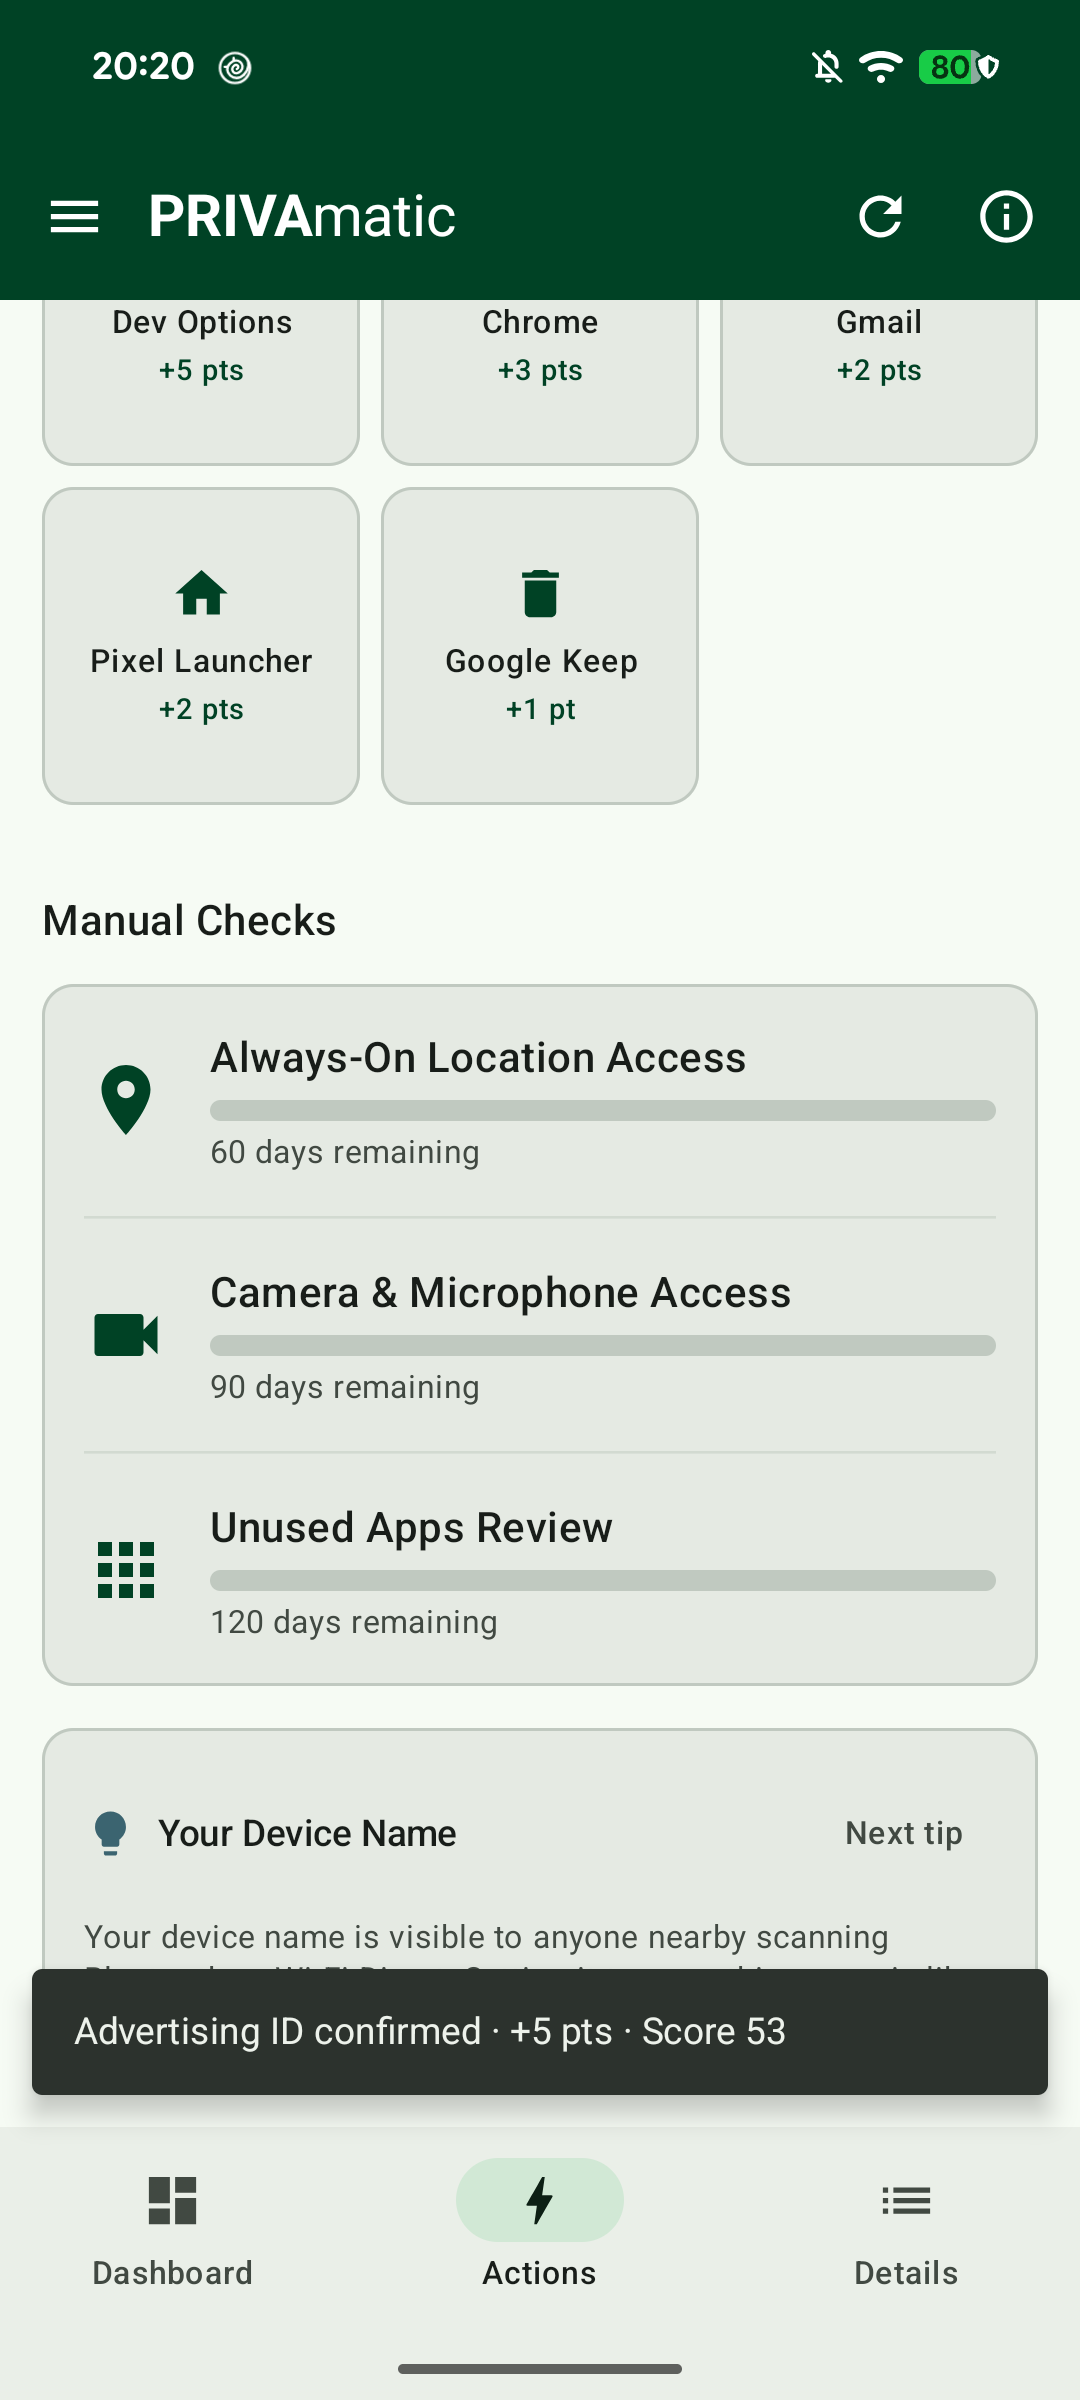 20:20
80
PRIVAmatic
Dev Options
+5 pts
Chrome
+3 pts
Gmail
+2 pts
Pixel Launcher
+2 pts
Google Keep
+1 pt
Manual Checks
Always-On Location Access
60 days remaining
Camera & Microphone Access
90 days remaining
Unused Apps Review
120 days remaining
Your Device Name
Next tip
Your device name is visible to anyone nearby scanning
Advertising ID confirmed · +5 pts · Score 53
Dashboard
Actions
Details